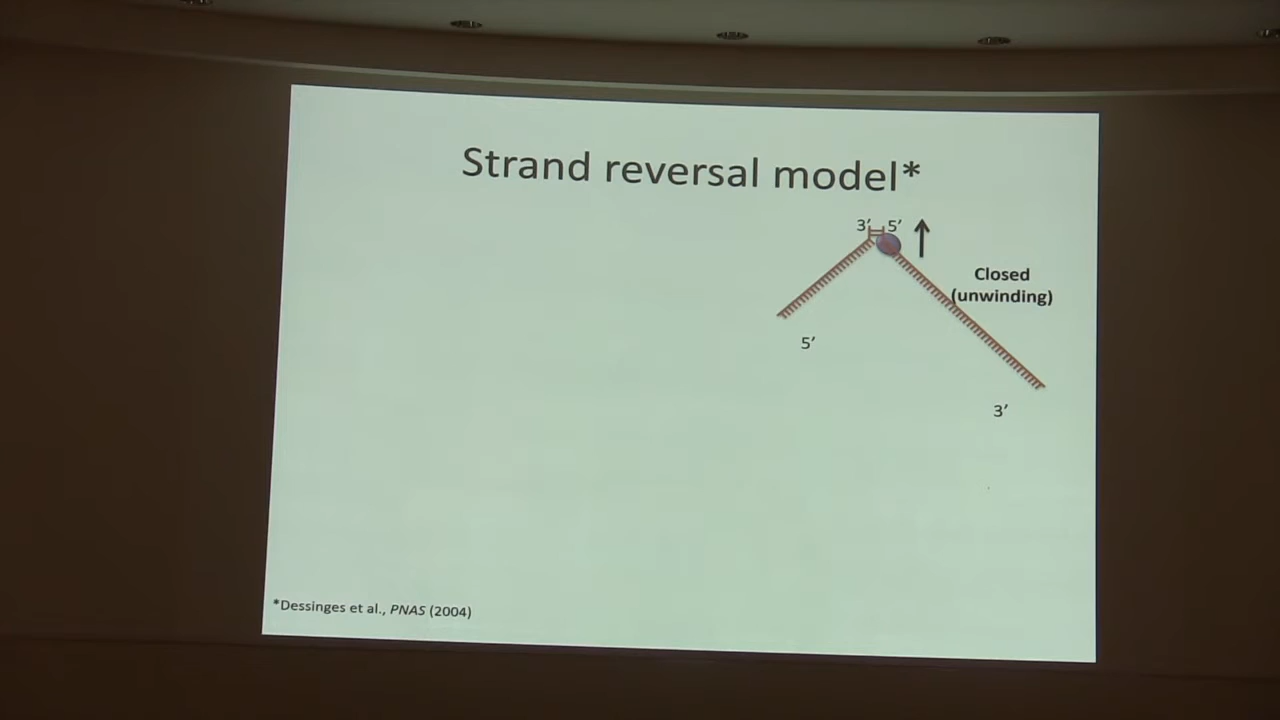 Strand reversal model*
3′ 5′
Closed
(unwinding)
5′
3′
*Dessinges et al., PNAS (2004)